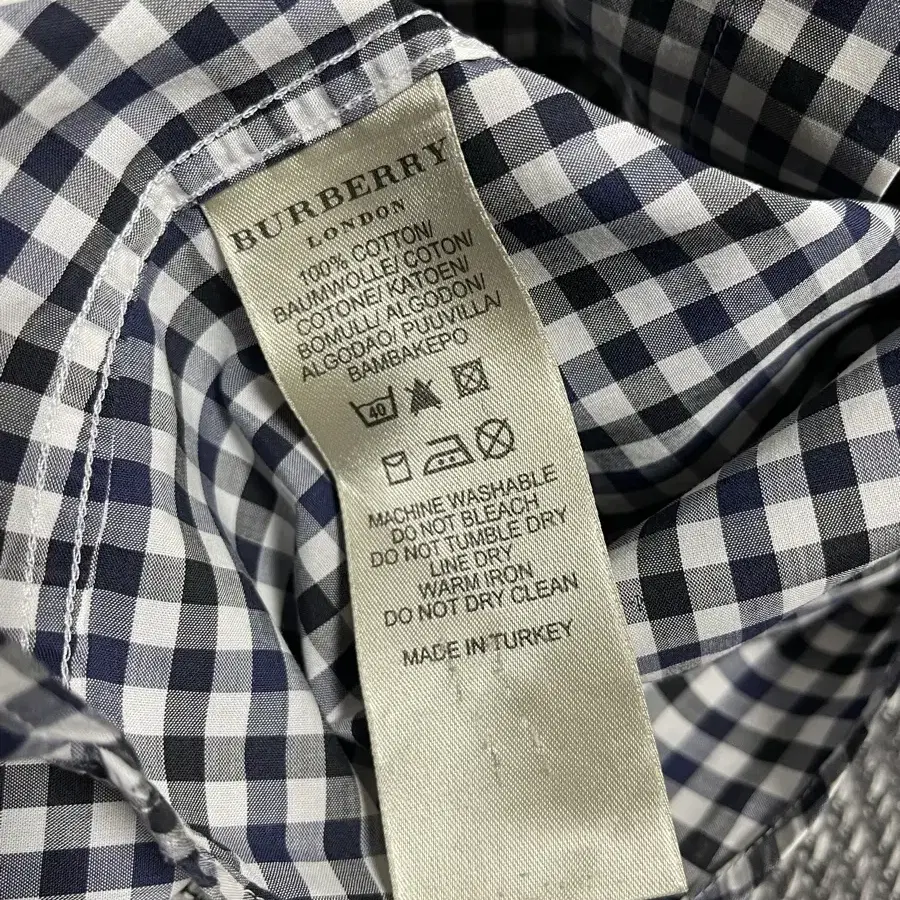 BURBERRY
LONDON
100% COTTON/
BAUMWOLLE/ COTON/
COTONE/ KATOEN/
BOMULL/ ALGODON/
ALGODAO/ PUUVILLA/
BAMBAKEPO
40
MACHINE WASHABLE
DO NOT BLEACH
DO NOT TUMBLE DRY
LINE DRY
WARM IRON
DO NOT DRY CLEAN
MADE IN TURKEY